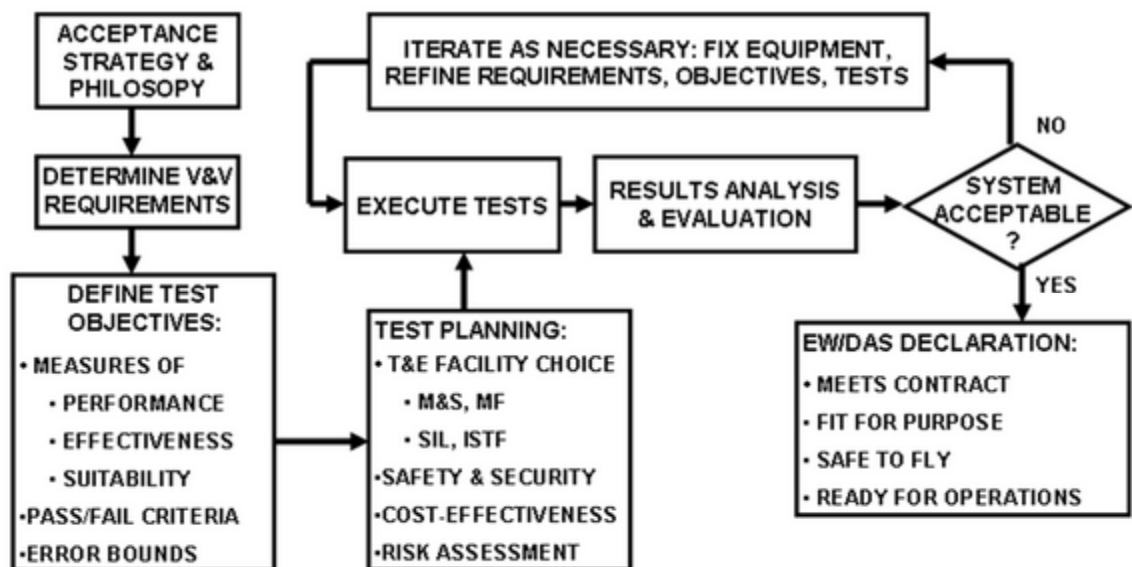 ACCEPTANCE
STRATEGY &
PHILOSOPY
DETERMINE V&V
REQUIREMENTS
DEFINE TEST
OBJECTIVES:
• MEASURES OF
• PERFORMANCE
• EFFECTIVENESS
• SUITABILITY
•PASS/FAIL CRITERIA
•ERROR BOUNDS
TEST PLANNING:
• T&E FACILITY CHOICE
• M&S, MF
• SIL, ISTF
•SAFETY & SECURITY
•COST-EFFECTIVENESS
•RISK ASSESSMENT
EXECUTE TESTS
RESULTS ANALYSIS
& EVALUATION
SYSTEM
ACCEPTABLE
?
NO
ITERATE AS NECESSARY: FIX EQUIPMENT,
REFINE REQUIREMENTS, OBJECTIVES, TESTS
YES
EW/DAS DECLARATION:
• MEETS CONTRACT
• FIT FOR PURPOSE
• SAFE TO FLY
• READY FOR OPERATIONS